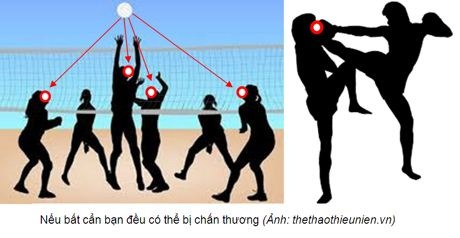 Nếu bất cẩn bạn đều có thể bị chấn thương (Ảnh: thethaothieunien.vn)